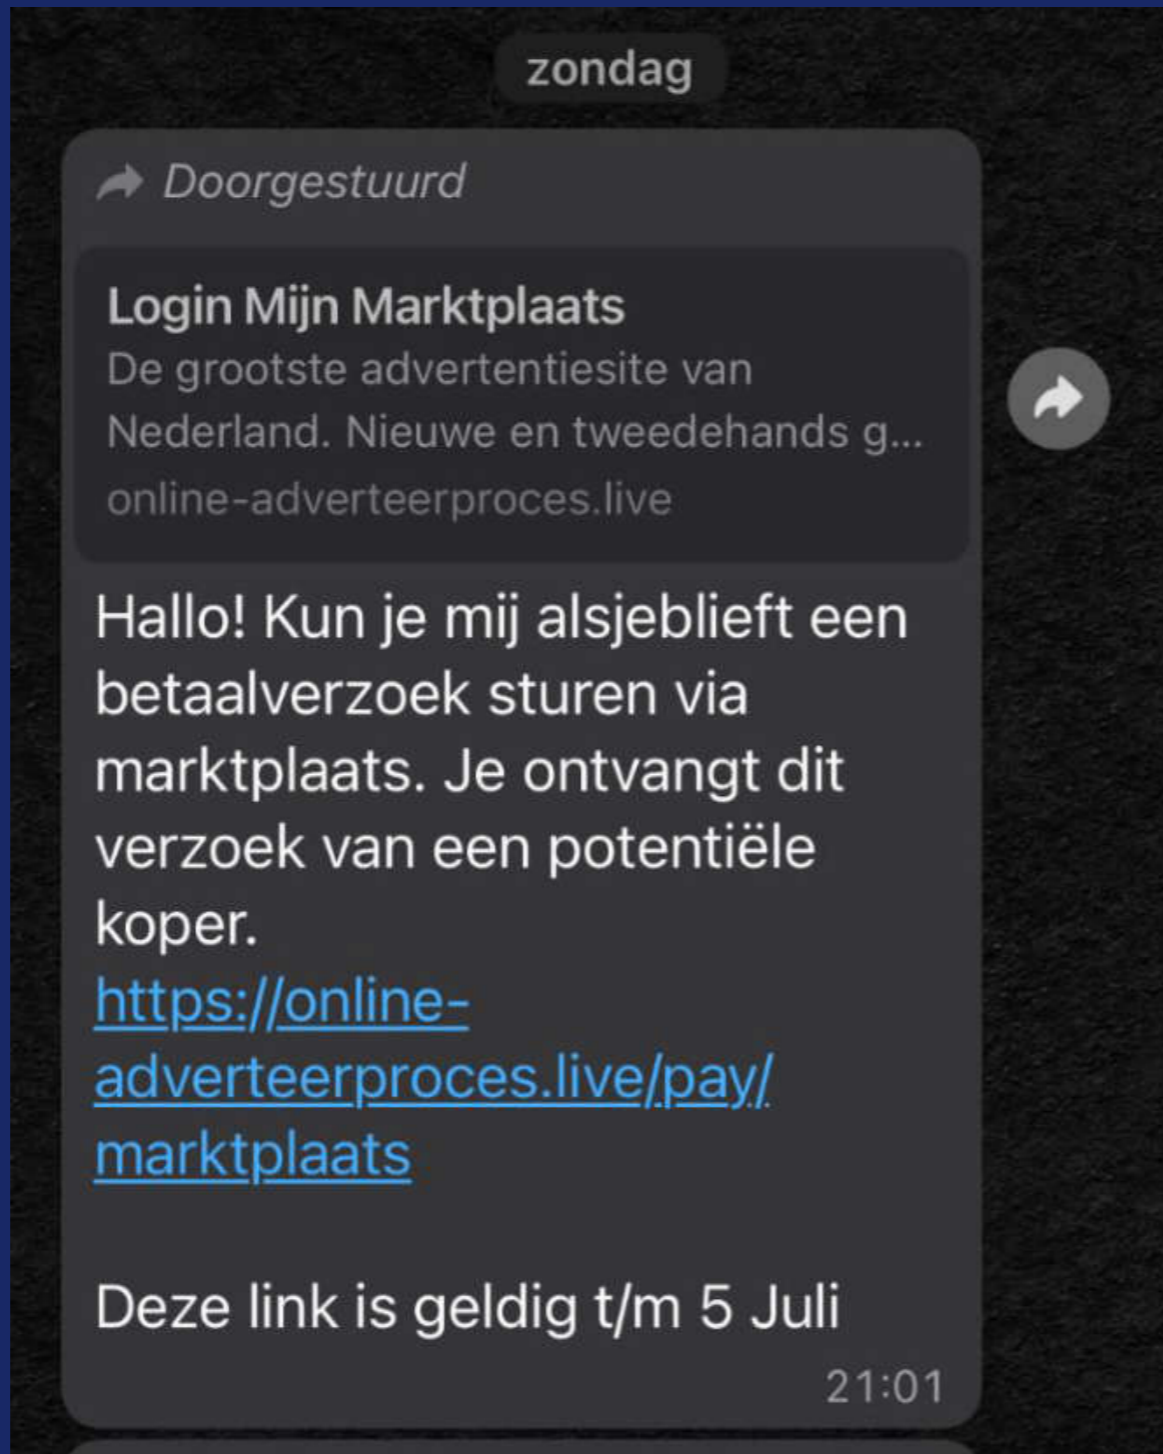 zondag
Doorgestuurd
Login Mijn Marktplaats
De grootste advertentiesite van
Nederland. Nieuwe en tweedehands g...
online-adverteerproces.live
Hallo! Kun je mij alsjeblieft een
betaalverzoek sturen via
marktplaats. Je ontvangt dit
verzoek van een potentiële
koper.
https://online-
adverteerproces.live/pay/
marktplaats
Deze link is geldig t/m 5 Juli
21:01